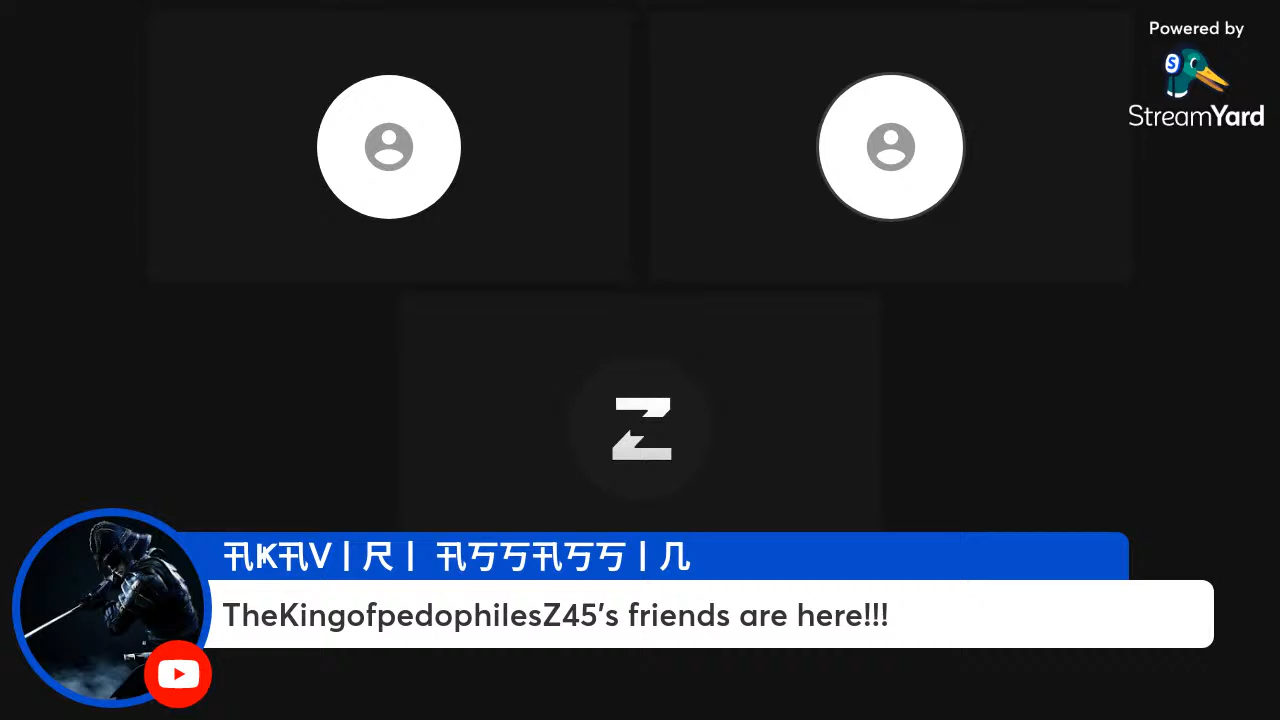 Powered by
StreamYard
卂KS卂V丨尺丨 卂丂丂卂丂丂丨几
TheKingofpedophilesZ45's friends are here!!!
Z